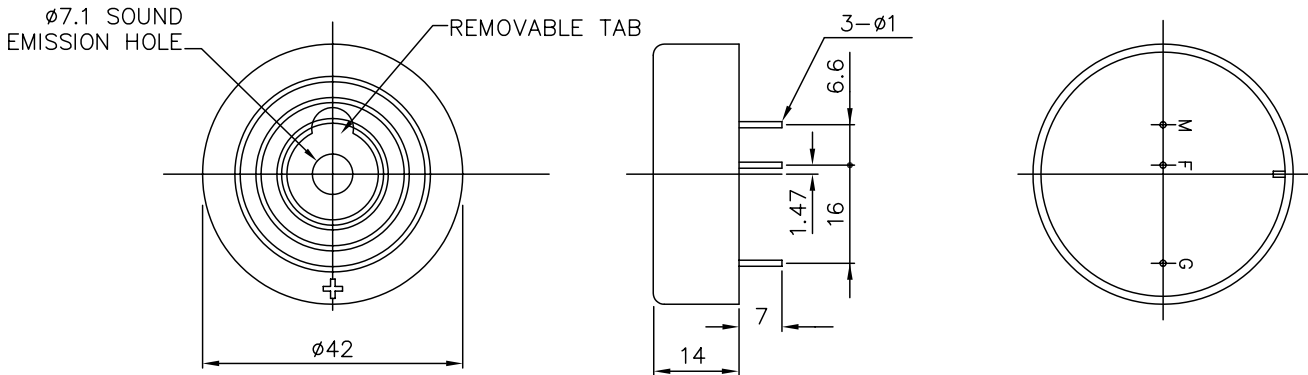 ø7.1 SOUND
EMISSION HOLE
REMOVABLE TAB
ø42
3-ø1
6.6
1.47
16
7
14
M
F
G